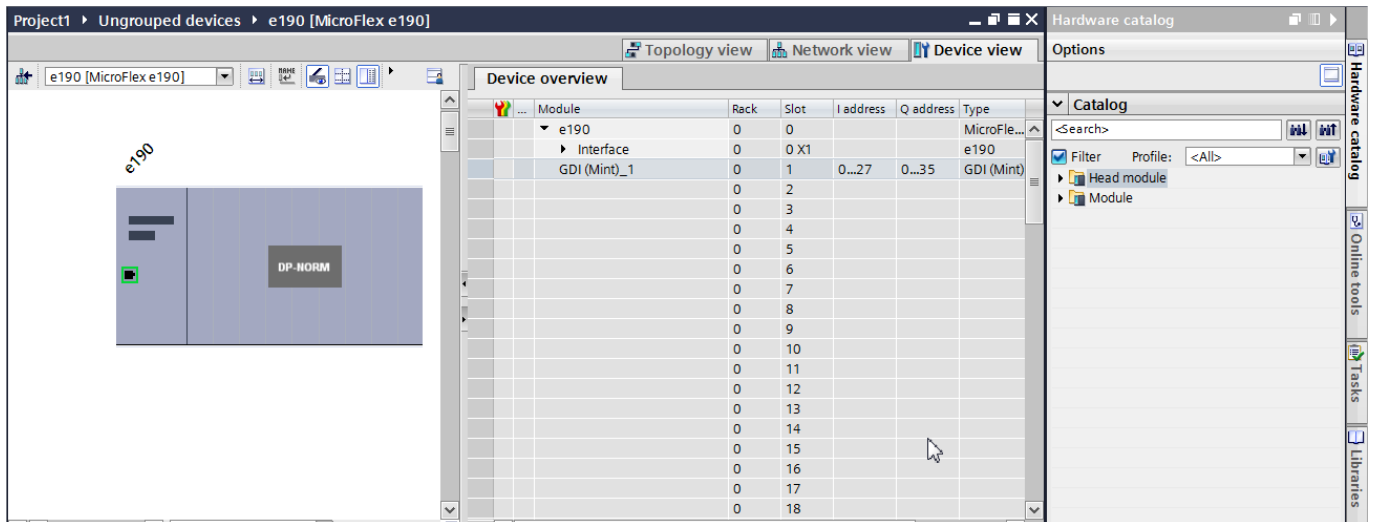 Project1 ▸ Ungrouped devices ▸ e190 [MicroFlex e190]
Topology view Network view Device view
e190 [MicroFlex e190]
NAME
e190
DP-NORM
Device overview
... Module Rack Slot I address Q address Type
e190 0 0 MicroFle...
Interface 0 0 X1 e190
GDI (Mint)_1 0 1 0...27 0...35 GDI (Mint)
0 2
0 3
0 4
0 5
0 6
0 7
0 8
0 9
0 10
0 11
0 12
0 13
0 14
0 15
0 16
0 17
0 18
Hardware catalog
Options
Catalog
<Search>
Filter Profile: <All>
Head module
Module
Hardware catalog
Online tools
Tasks
Libraries